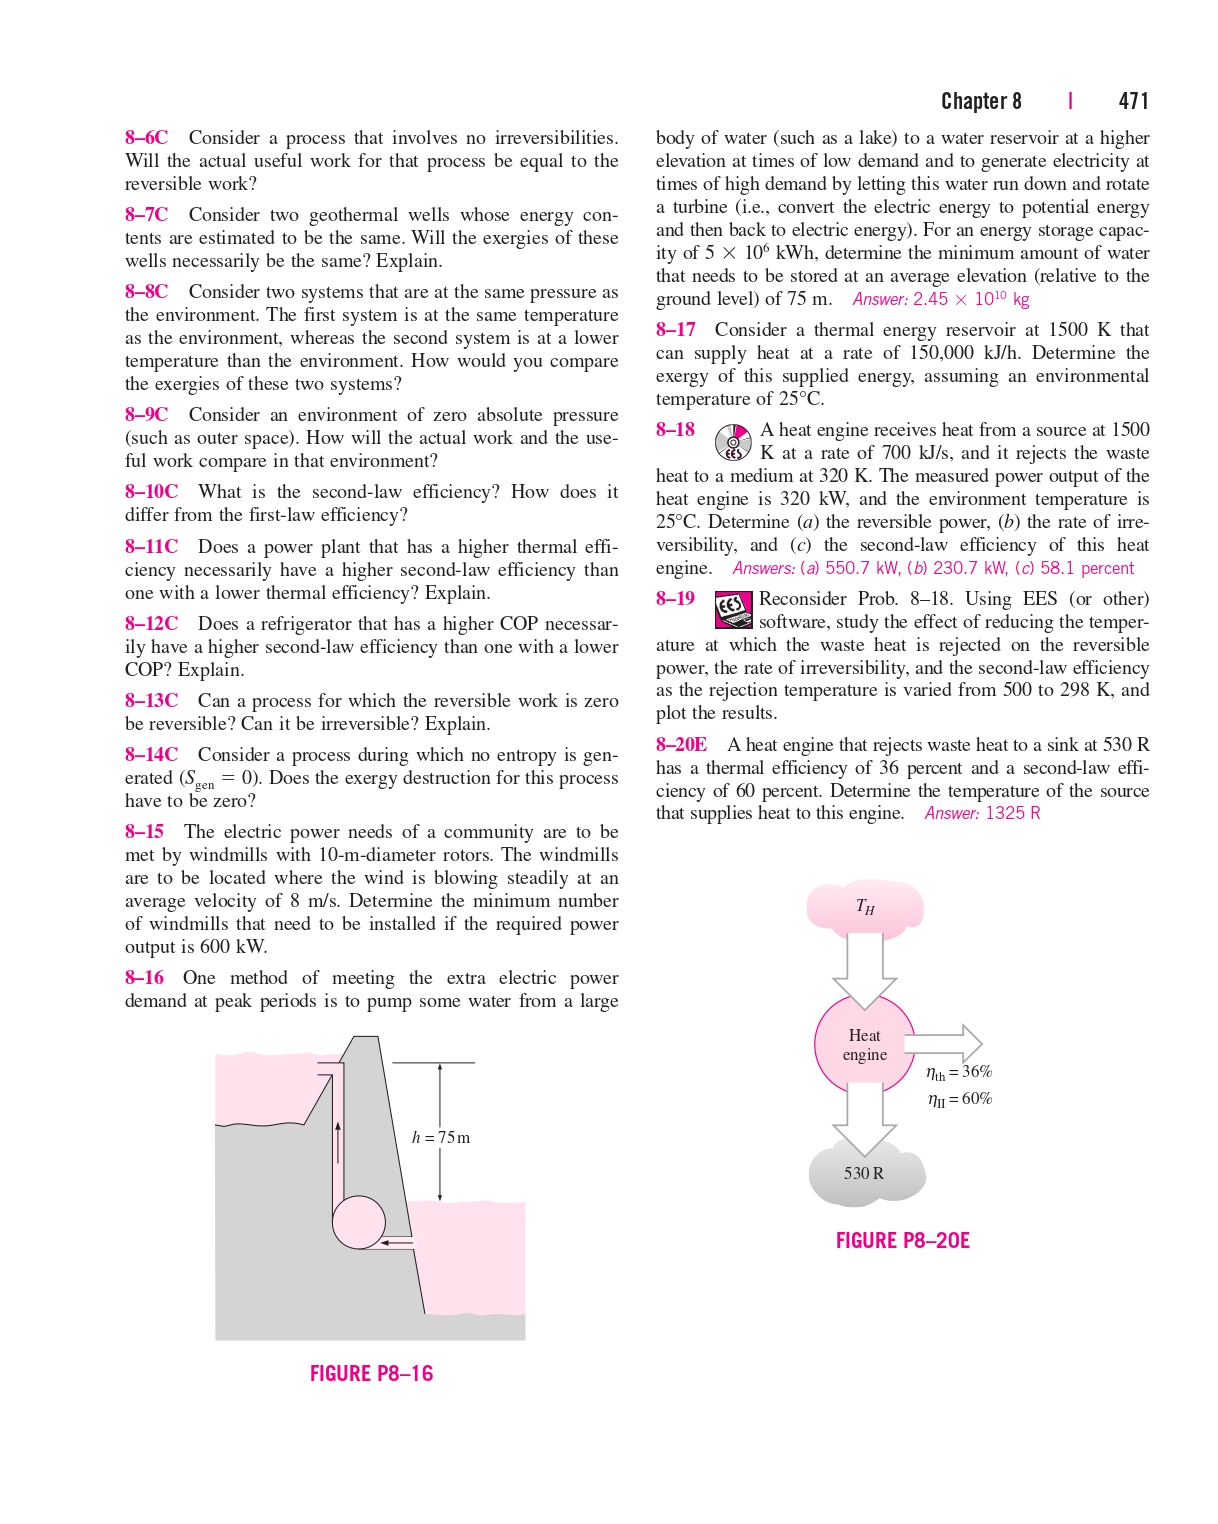 Chapter 8 | 471
8–6C Consider a process that involves no irreversibilities.
Will the actual useful work for that process be equal to the
reversible work?
8–7C Consider two geothermal wells whose energy con-
tents are estimated to be the same. Will the exergies of these
wells necessarily be the same? Explain.
8–8C Consider two systems that are at the same pressure as
the environment. The first system is at the same temperature
as the environment, whereas the second system is at a lower
temperature than the environment. How would you compare
the exergies of these two systems?
8–9C Consider an environment of zero absolute pressure
(such as outer space). How will the actual work and the use-
ful work compare in that environment?
8–10C What is the second-law efficiency? How does it
differ from the first-law efficiency?
8–11C Does a power plant that has a higher thermal effi-
ciency necessarily have a higher second-law efficiency than
one with a lower thermal efficiency? Explain.
8–12C Does a refrigerator that has a higher COP necessar-
ily have a higher second-law efficiency than one with a lower
COP? Explain.
8–13C Can a process for which the reversible work is zero
be reversible? Can it be irreversible? Explain.
8–14C Consider a process during which no entropy is gen-
erated (Sgen = 0). Does the exergy destruction for this process
have to be zero?
8–15 The electric power needs of a community are to be
met by windmills with 10-m-diameter rotors. The windmills
are to be located where the wind is blowing steadily at an
average velocity of 8 m/s. Determine the minimum number
of windmills that need to be installed if the required power
output is 600 kW.
8–16 One method of meeting the extra electric power
demand at peak periods is to pump some water from a large
h = 75 m
FIGURE P8–16
body of water (such as a lake) to a water reservoir at a higher
elevation at times of low demand and to generate electricity at
times of high demand by letting this water run down and rotate
a turbine (i.e., convert the electric energy to potential energy
and then back to electric energy). For an energy storage capac-
ity of 5 × 10⁶ kWh, determine the minimum amount of water
that needs to be stored at an average elevation (relative to the
ground level) of 75 m. Answer: 2.45 × 10¹⁰ kg
8–17 Consider a thermal energy reservoir at 1500 K that
can supply heat at a rate of 150,000 kJ/h. Determine the
exergy of this supplied energy, assuming an environmental
temperature of 25°C.
8–18 EES A heat engine receives heat from a source at 1500
K at a rate of 700 kJ/s, and it rejects the waste
heat to a medium at 320 K. The measured power output of the
heat engine is 320 kW, and the environment temperature is
25°C. Determine (a) the reversible power, (b) the rate of irre-
versibility, and (c) the second-law efficiency of this heat
engine. Answers: (a) 550.7 kW, (b) 230.7 kW, (c) 58.1 percent
8–19 EES Reconsider Prob. 8–18. Using EES (or other)
software, study the effect of reducing the temper-
ature at which the waste heat is rejected on the reversible
power, the rate of irreversibility, and the second-law efficiency
as the rejection temperature is varied from 500 to 298 K, and
plot the results.
8–20E A heat engine that rejects waste heat to a sink at 530 R
has a thermal efficiency of 36 percent and a second-law effi-
ciency of 60 percent. Determine the temperature of the source
that supplies heat to this engine. Answer: 1325 R
TH
Heat
engine
ηth = 36%
ηII = 60%
530 R
FIGURE P8–20E